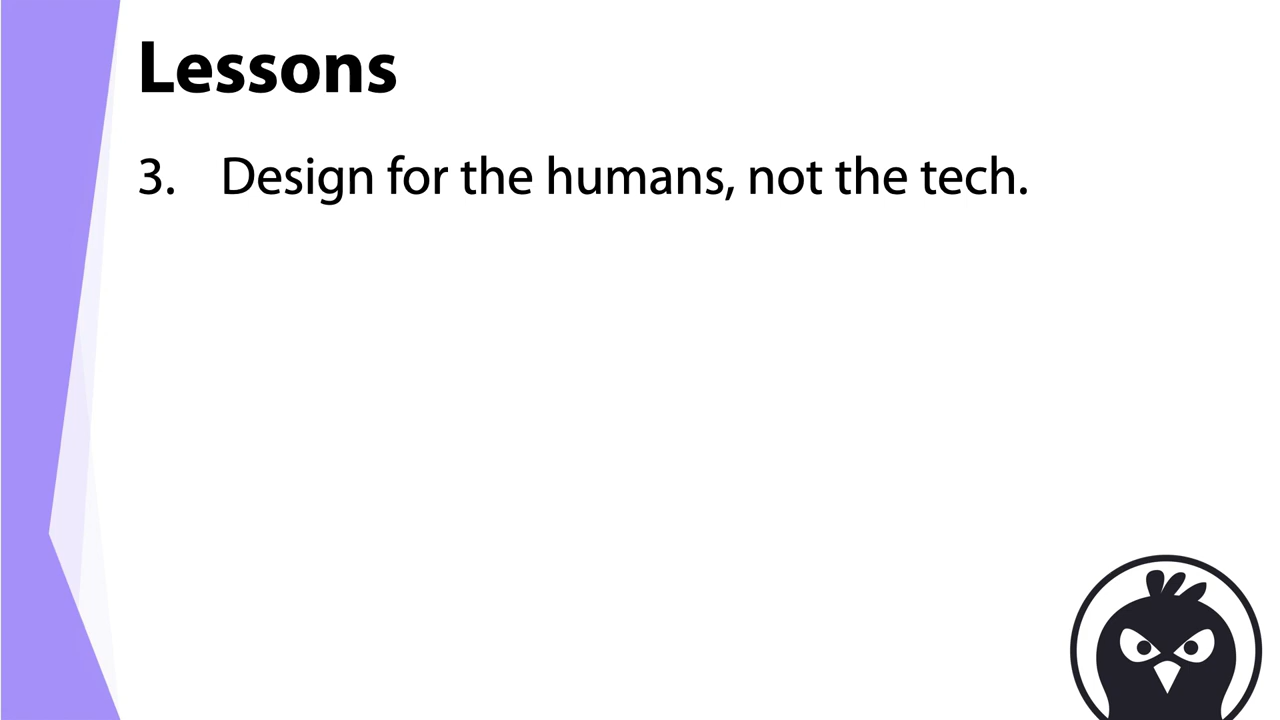 Lessons
3. Design for the humans, not the tech.